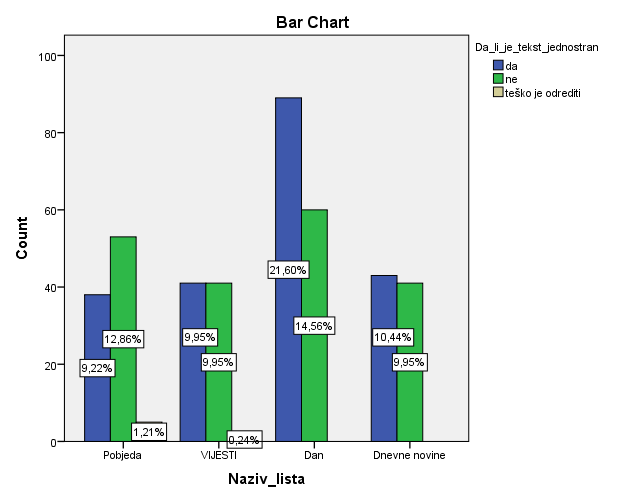 Bar Chart
Da_li_je_tekst_jednostran
da
ne
teško je odrediti
Count
100
80
60
40
20
0
9,22%
12,86%
1,21%
9,95%
9,95%
0,24%
21,60%
14,56%
10,44%
9,95%
Pobjeda
VIJESTI
Dan
Dnevne novine
Naziv_lista